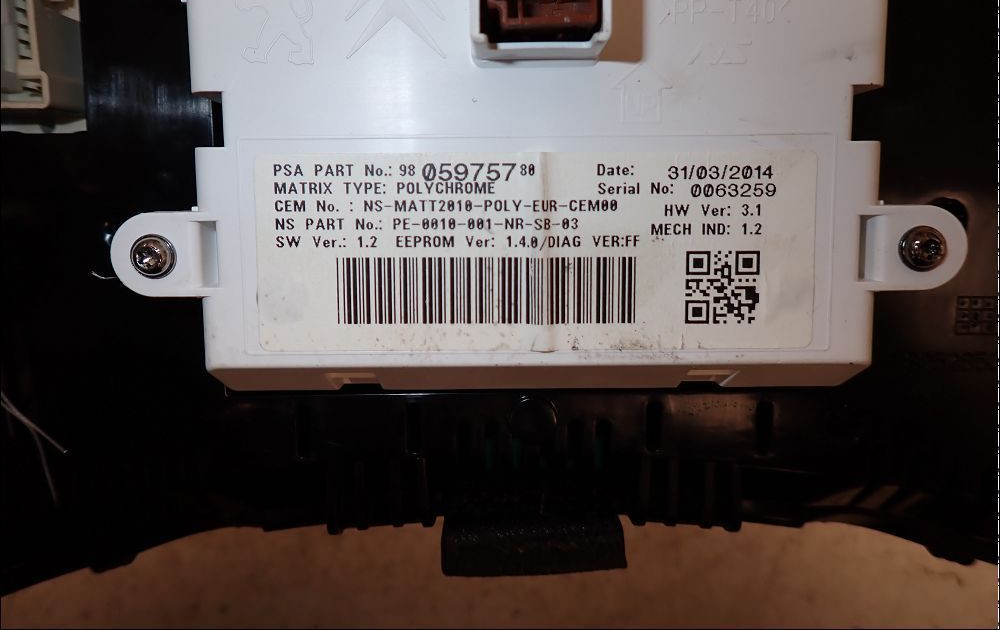 PP-T40
PSA PART No.: 98 059757 80 Date: 31/03/2014
MATRIX TYPE: POLYCHROME Serial No: 0063259
CEM No. : NS-MATT2010-POLY-EUR-CEM00 HW Ver: 3.1
NS PART No.: PE-0010-001-NR-SB-03 MECH IND: 1.2
SW Ver.: 1.2 EEPROM Ver: 1.4.0/DIAG VER:FF